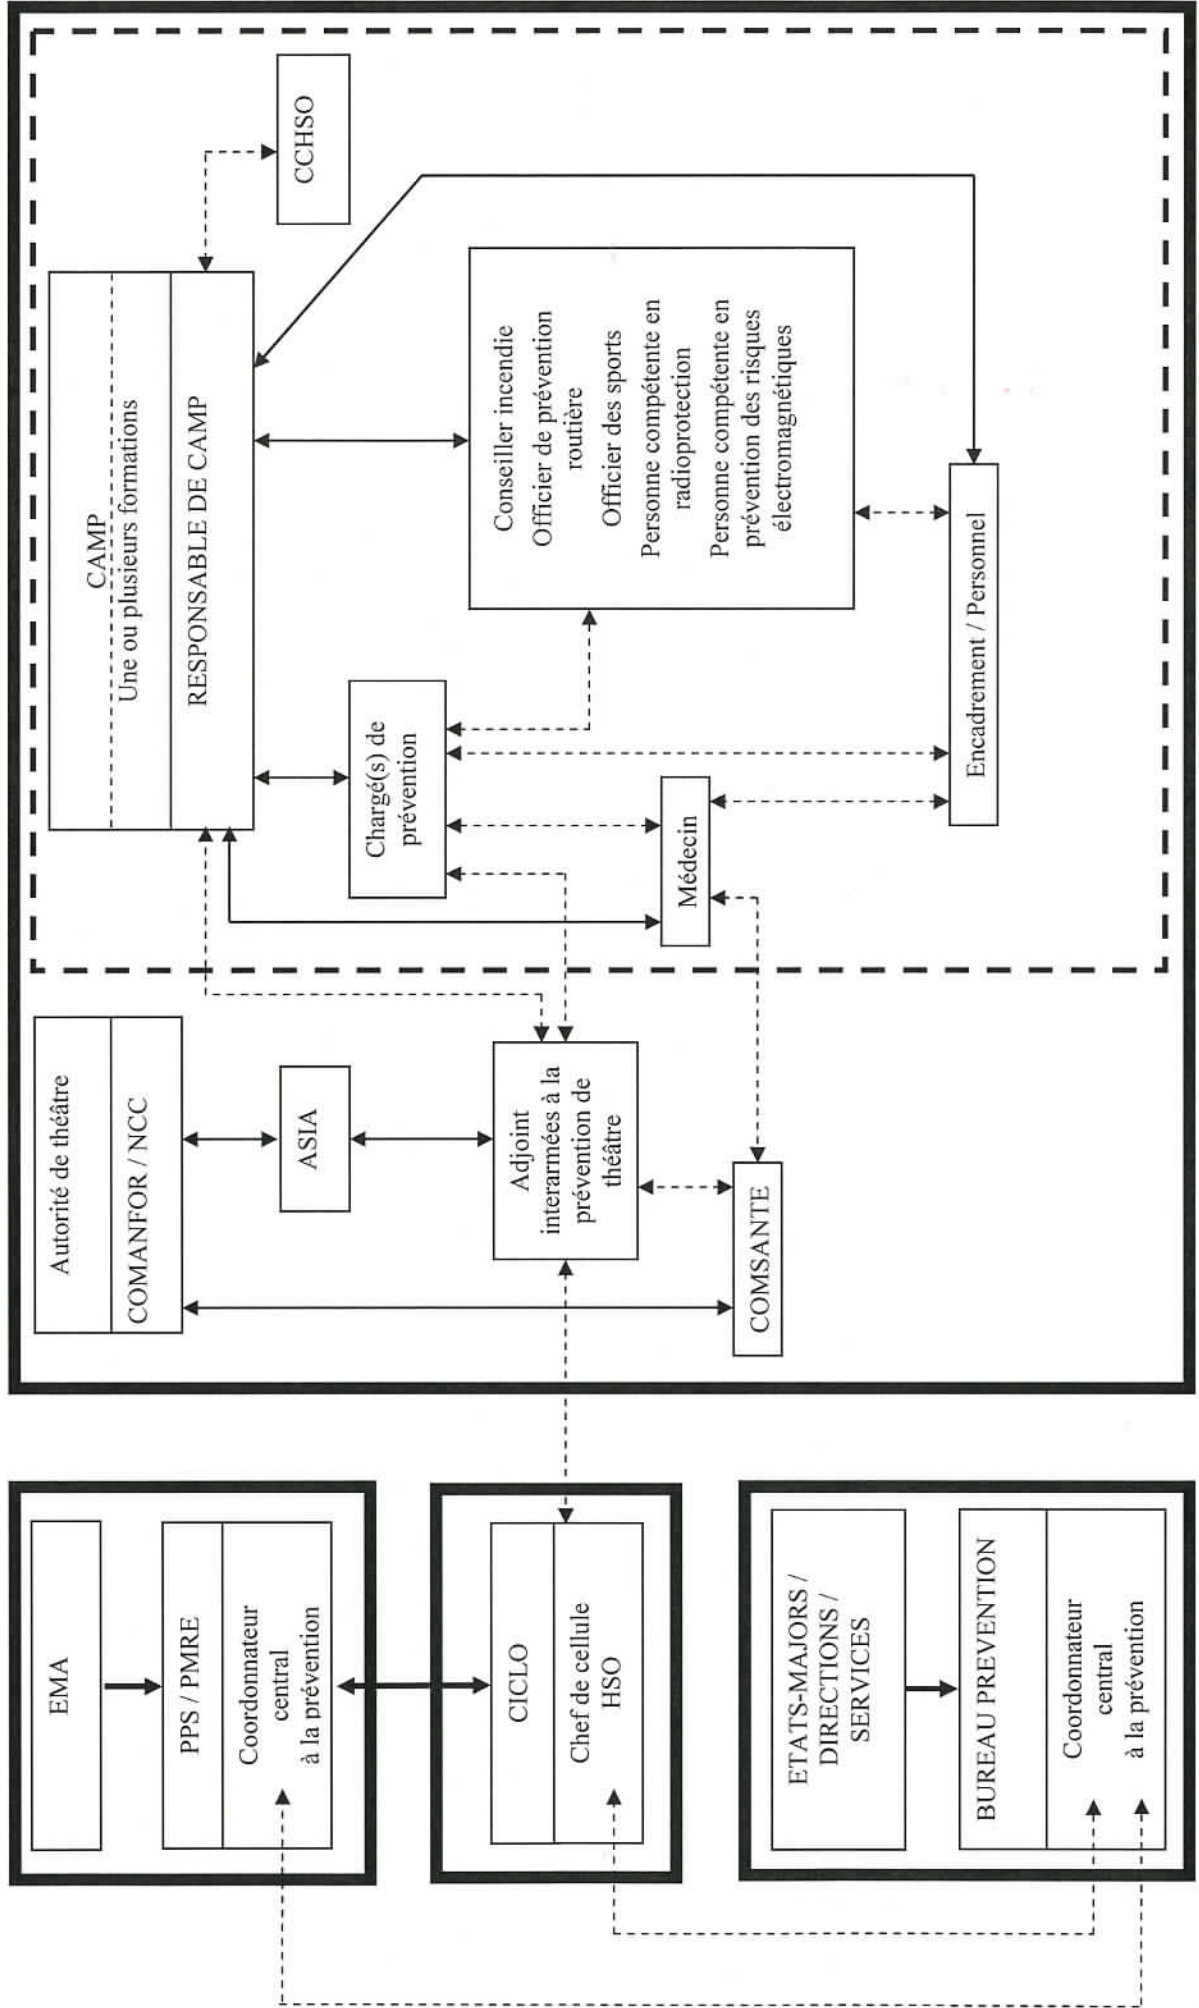 EMA
PPS / PMRE
Coordonnateur
central
à la prévention
CICLO
Chef de cellule
HSO
ETATS-MAJORS /
DIRECTIONS /
SERVICES
BUREAU PREVENTION
Coordonnateur
central
à la prévention
Autorité de théâtre
COMANFOR / NCC
ASIA
Adjoint
interarmées à la
prévention de
théâtre
COMSANTE
CAMP
Une ou plusieurs formations
RESPONSABLE DE CAMP
CCHSO
Chargé(s) de
prévention
Médecin
Conseiller incendie
Officier de prévention
routière
Officier des sports
Personne compétente en
radioprotection
Personne compétente en
prévention des risques
électromagnétiques
Encadrement / Personnel